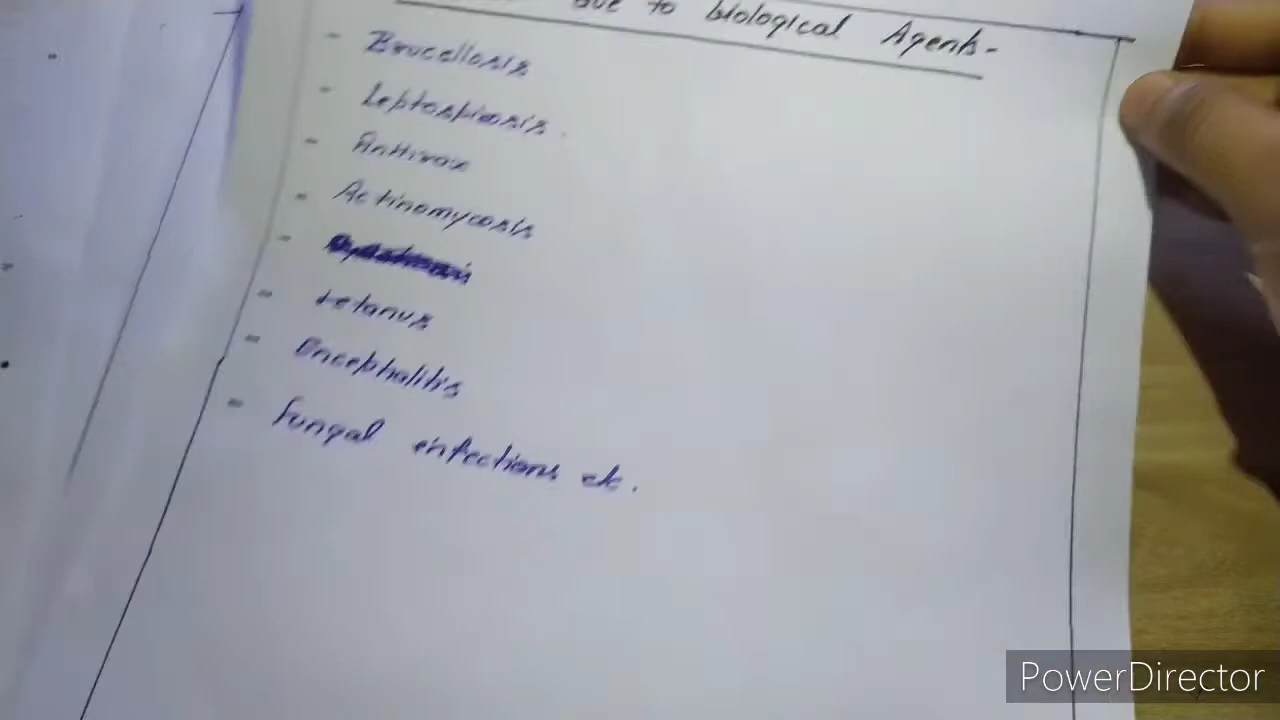 due to biological Agents-
- Brucellosis
- Leptospirosis.
- Anthrax
- Actinomycosis
-
- tetanus
- Encephalitis
- fungal infections etc.
PowerDirector